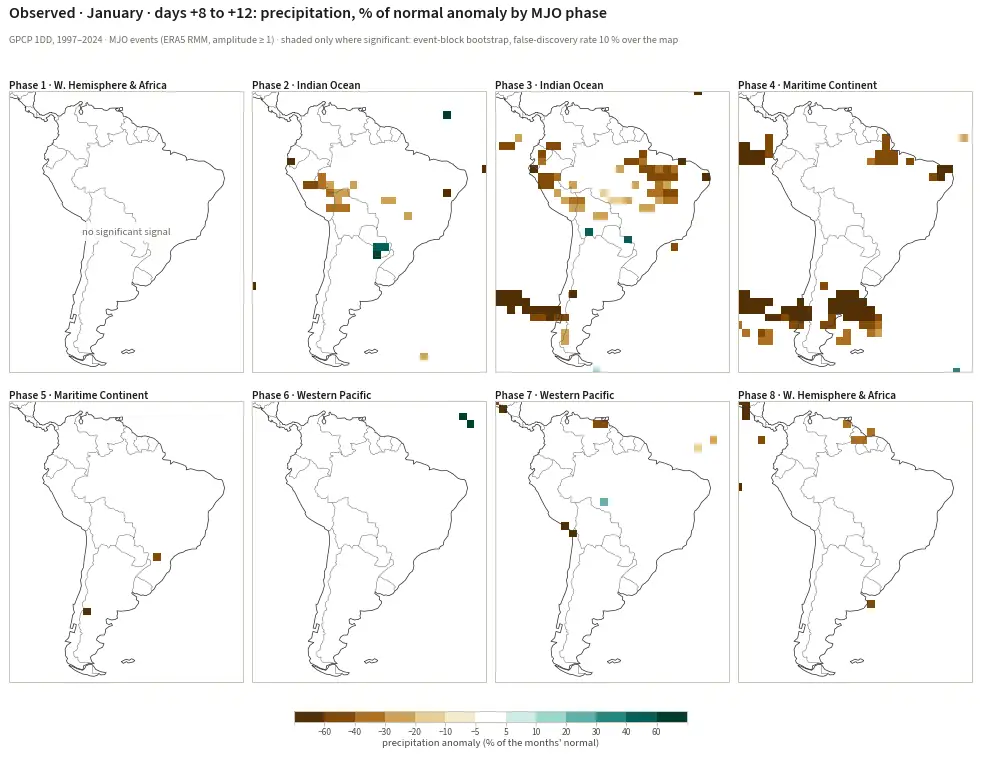 Observed · January · days +8 to +12: precipitation, % of normal anomaly by MJO phase
GPCP 1DD, 1997–2024 · MJO events (ERA5 RMM, amplitude ≥ 1) · shaded only where significant: event-block bootstrap, false-discovery rate 10 % over the map
Phase 1 · W. Hemisphere & Africa
Phase 2 · Indian Ocean
Phase 3 · Indian Ocean
Phase 4 · Maritime Continent
no significant signal
Phase 5 · Maritime Continent
Phase 6 · Western Pacific
Phase 7 · Western Pacific
Phase 8 · W. Hemisphere & Africa
−60 −40 −30 −20 −10 −5 5 10 20 30 40 60
precipitation anomaly (% of the months' normal)